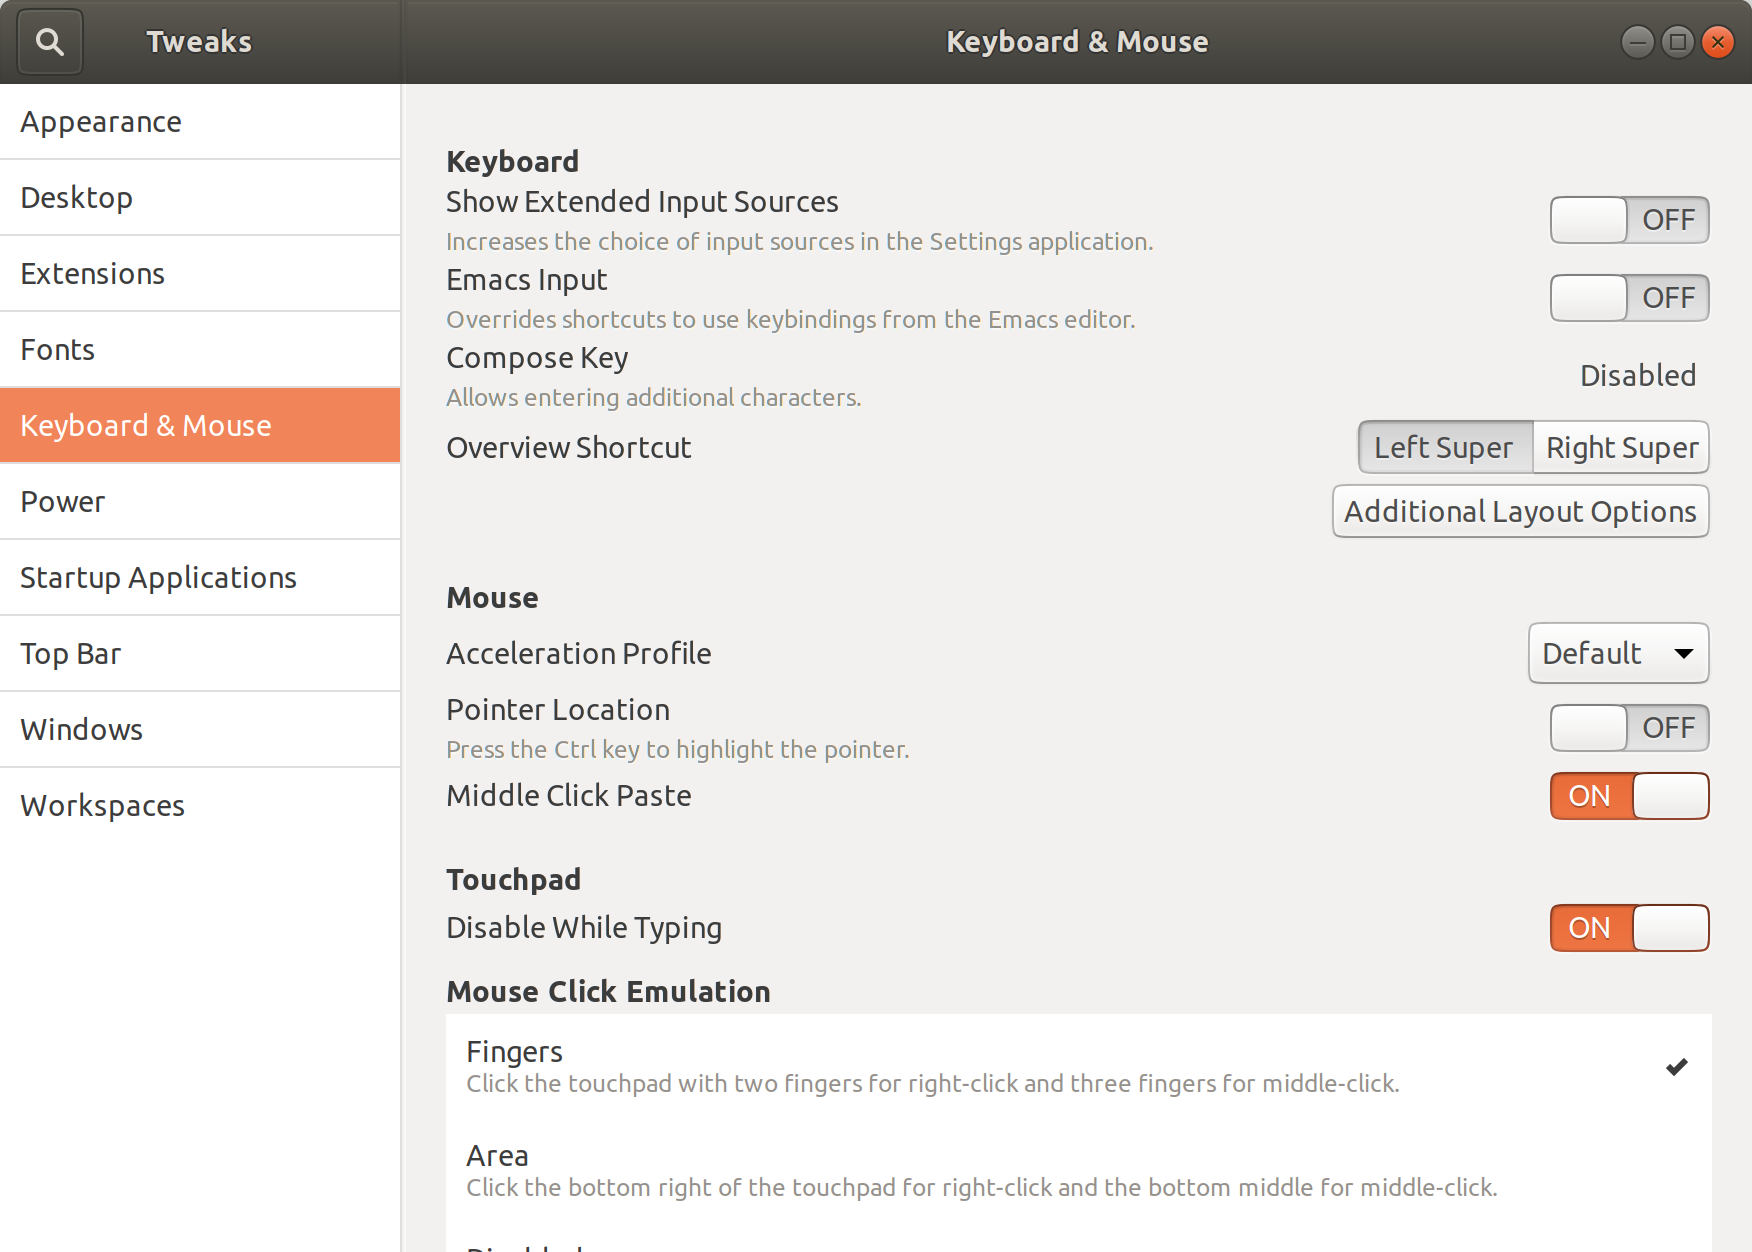 Tweaks
Keyboard & Mouse
Appearance
Desktop
Extensions
Fonts
Keyboard & Mouse
Power
Startup Applications
Top Bar
Windows
Workspaces
Keyboard
Show Extended Input Sources
Increases the choice of input sources in the Settings application.
OFF
Emacs Input
Overrides shortcuts to use keybindings from the Emacs editor.
OFF
Compose Key
Allows entering additional characters.
Disabled
Overview Shortcut
Left Super Right Super
Additional Layout Options
Mouse
Acceleration Profile
Default
Pointer Location
Press the Ctrl key to highlight the pointer.
OFF
Middle Click Paste
ON
Touchpad
Disable While Typing
ON
Mouse Click Emulation
Fingers
Click the touchpad with two fingers for right-click and three fingers for middle-click.
Area
Click the bottom right of the touchpad for right-click and the bottom middle for middle-click.